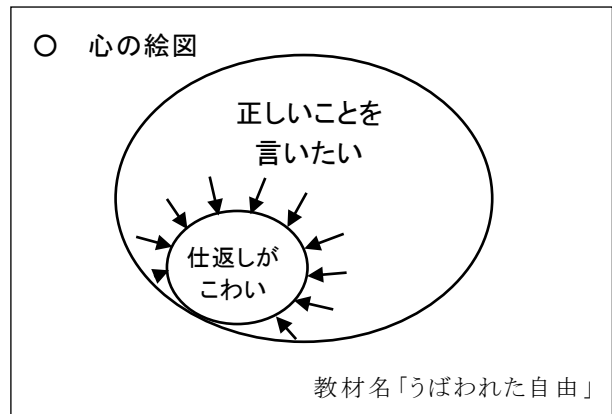 ○ 心の絵図
正しいことを
言いたい
仕返しが
こわい
教材名「うばわれた自由」